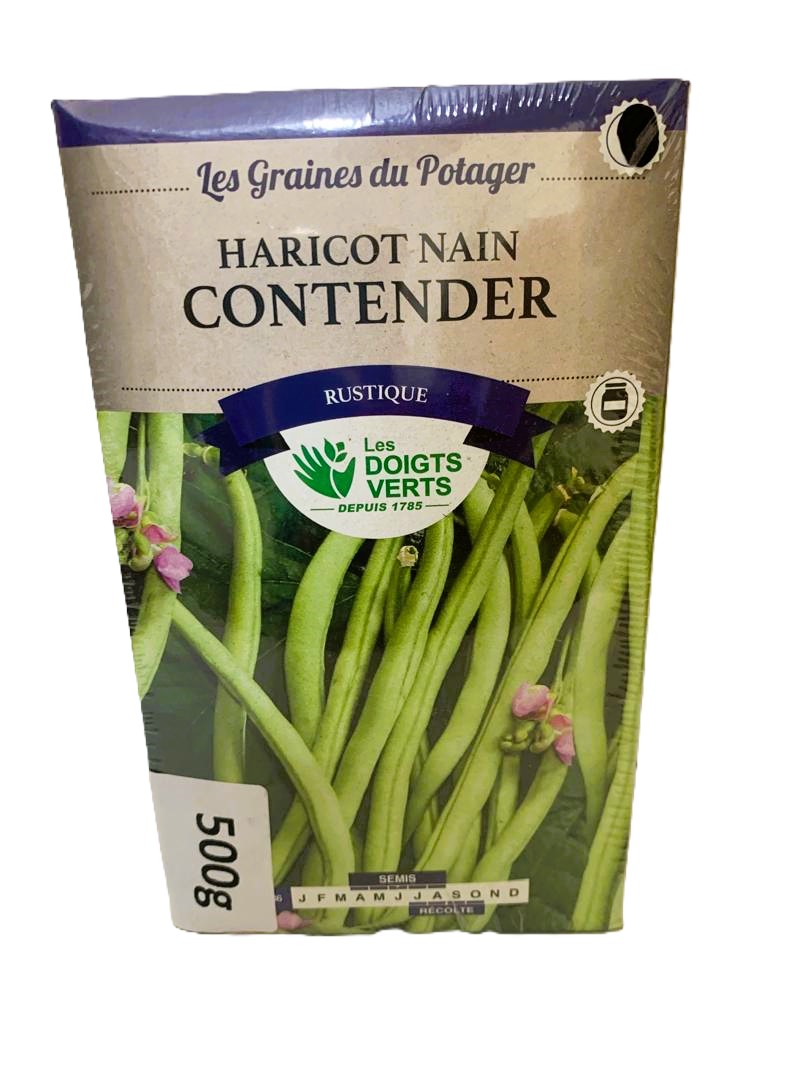 Les Graines du Potager
HARICOT NAIN
CONTENDER
RUSTIQUE
Les
DOIGTS
VERTS
DEPUIS 1785
500g
SEMIS
J F M A M J J A S O N D
RÉCOLTE